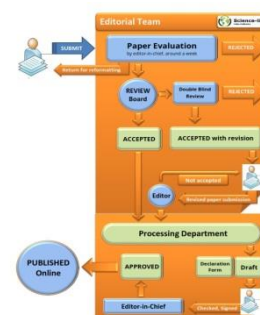 Editorial Team
Science-Il
SUBMIT
Paper Evaluation
by editor-in-chief, around a week
REJECTED
Return for reformatting
REVIEW
Board
Double Blind
Review
REJECTED
ACCEPTED
ACCEPTED with revision
Not accepted
Editor
Revised paper submission
Processing Department
PUBLISHED
Online
APPROVED
Declaration
Form
Draft
Editor-in-Chief
Checked, Signed